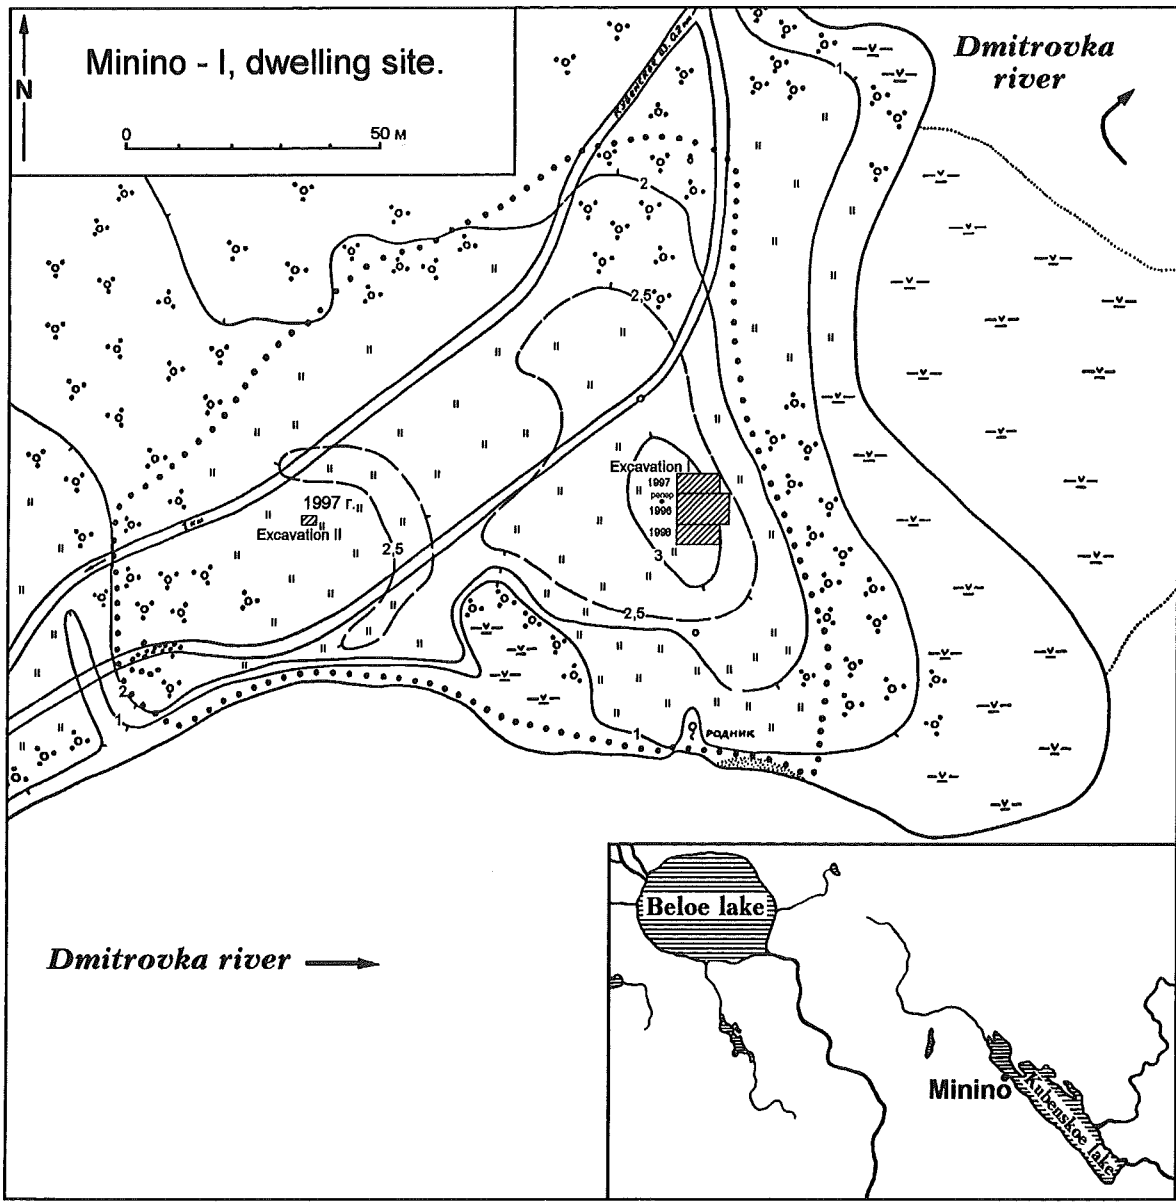 N
Minino - I, dwelling site.
0 50 м
Dmitrovka
river
1
2
2,5
Excavation I
1997
репер
1996
1998
3
2,5
1997 г.
Excavation II
2,5
2
1
1
РОДНИК
Dmitrovka river
Beloe lake
Minino
Kubenskoe lake